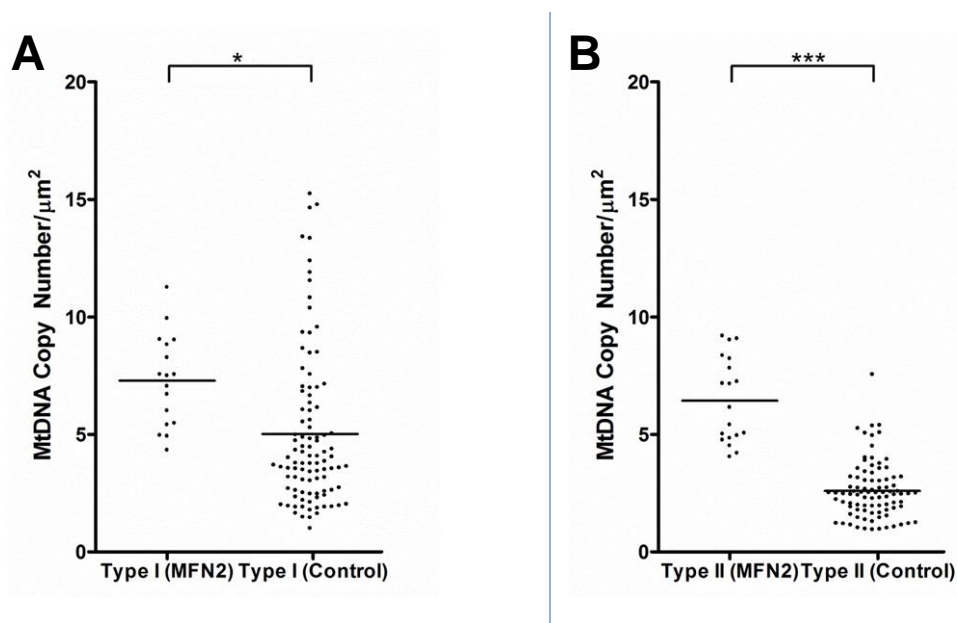 A
*
20
15
10
5
0
MtDNA Copy Number/μm²
Type I (MFN2) Type I (Control)
B
***
20
15
10
5
0
MtDNA Copy Number/μm²
Type II (MFN2) Type II (Control)